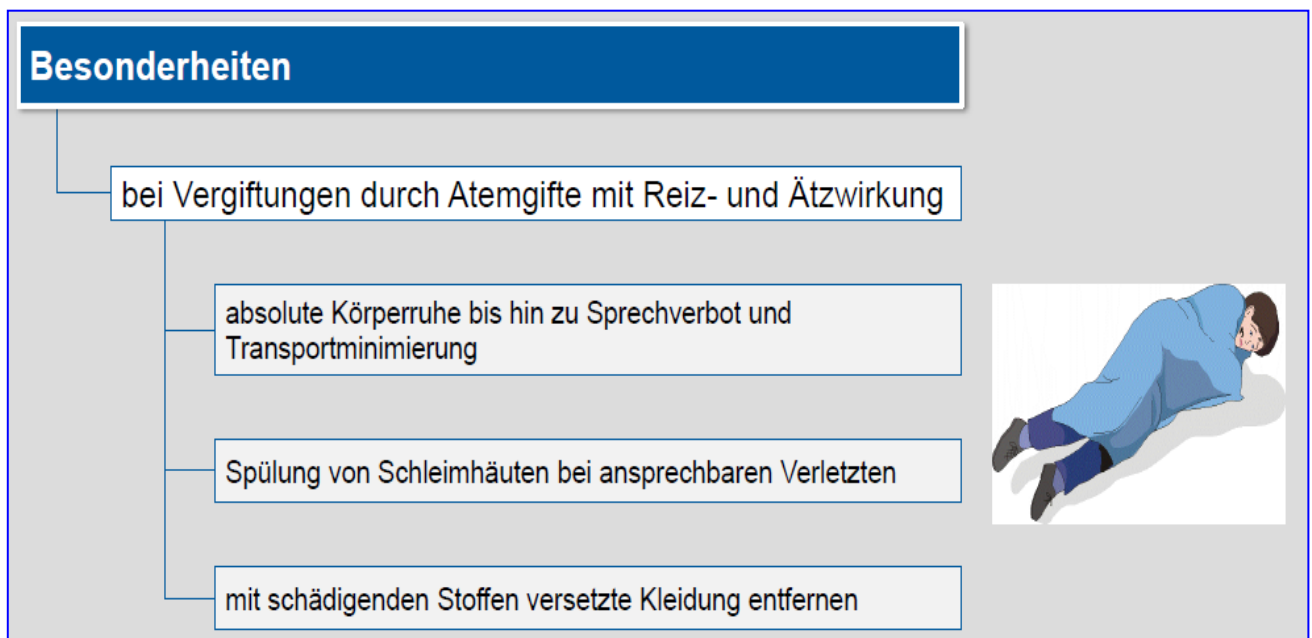 Besonderheiten
bei Vergiftungen durch Atemgifte mit Reiz- und Ätzwirkung
absolute Körperruhe bis hin zu Sprechverbot und
Transportminimierung
Spülung von Schleimhäuten bei ansprechbaren Verletzten
mit schädigenden Stoffen versetzte Kleidung entfernen